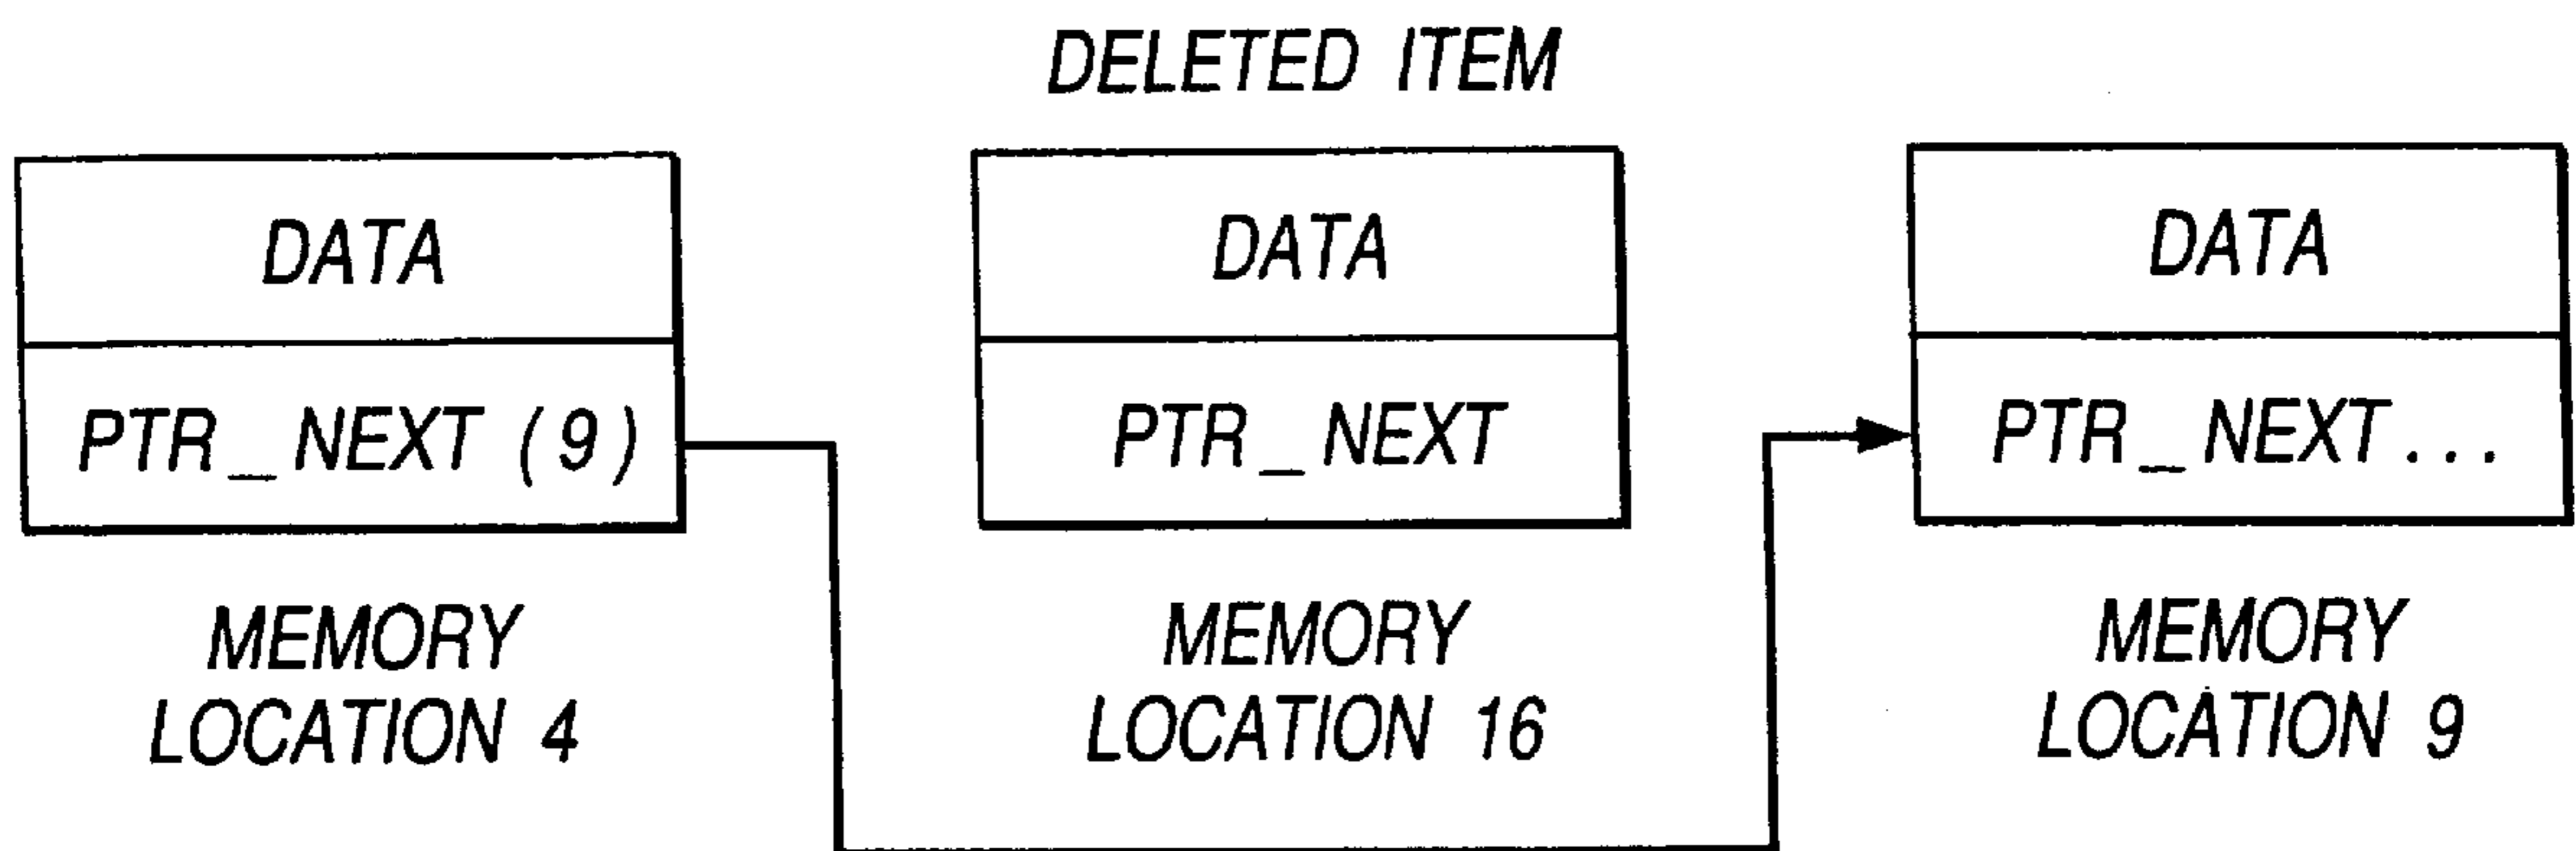 DELETED ITEM
DATA
PTR_NEXT (9)
MEMORY
LOCATION 4
DATA
PTR_NEXT
MEMORY
LOCATION 16
DATA
PTR_NEXT...
MEMORY
LOCATION 9